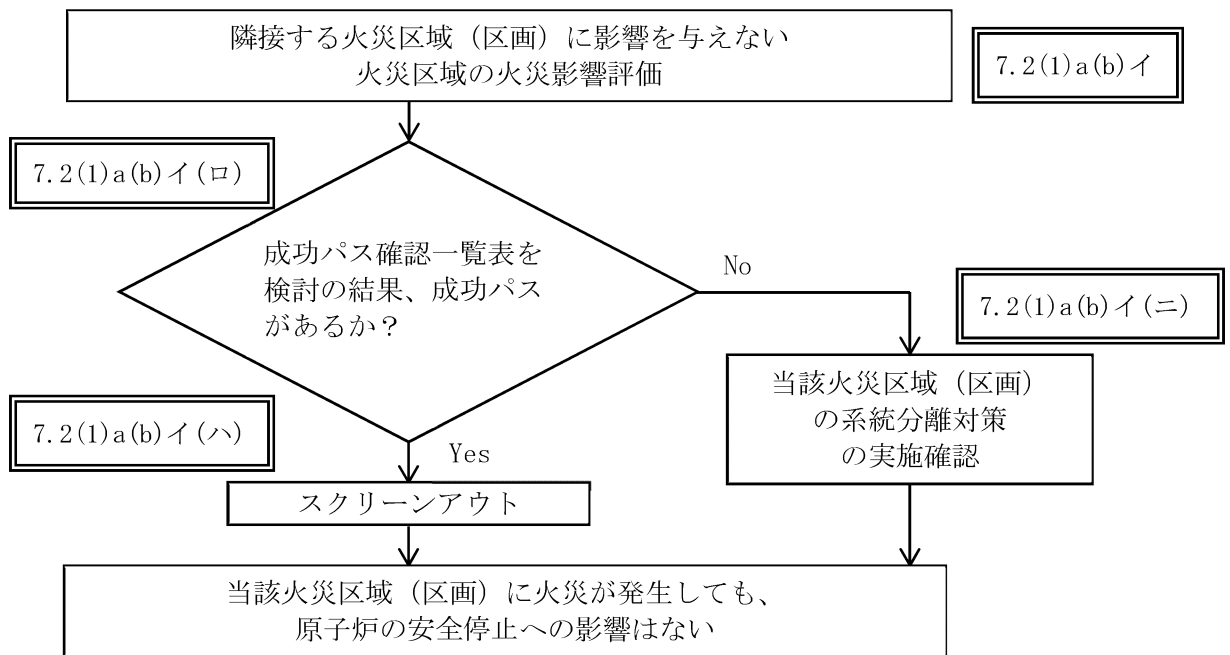 隣接する火災区域（区画）に影響を与えない
火災区域の火災影響評価
7.2(1)a(b)イ
7.2(1)a(b)イ(ロ)
成功パス確認一覧表を
検討の結果、成功パス
があるか？
No
7.2(1)a(b)イ(ニ)
当該火災区域（区画）
の系統分離対策
の実施確認
7.2(1)a(b)イ(ハ)
Yes
スクリーンアウト
当該火災区域（区画）に火災が発生しても、
原子炉の安全停止への影響はない